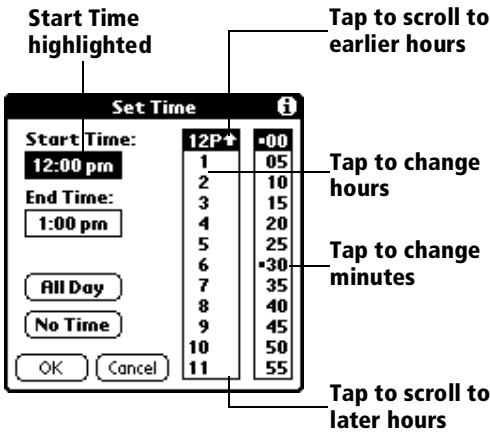 Start Time
highlighted
Tap to scroll to
earlier hours
Set Time
Start Time:
12:00 pm
End Time:
1:00 pm
All Day
No Time
OK
Cancel
12P
1
2
3
4
5
6
7
8
9
10
11
00
05
10
15
20
25
30
35
40
45
50
55
Tap to change
hours
Tap to change
minutes
Tap to scroll to
later hours